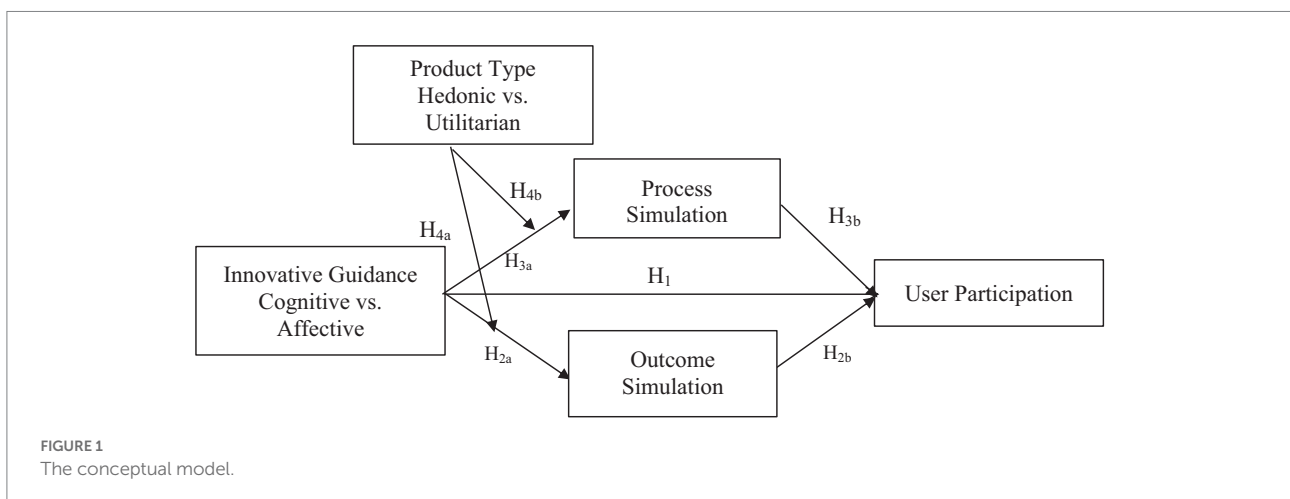 Product Type
Hedonic vs.
Utilitarian
H4b
Process
Simulation
H3b
H4a
H3a
Innovative Guidance
Cognitive vs.
Affective
H1
User Participation
H2a
Outcome
Simulation
H2b
FIGURE 1
The conceptual model.